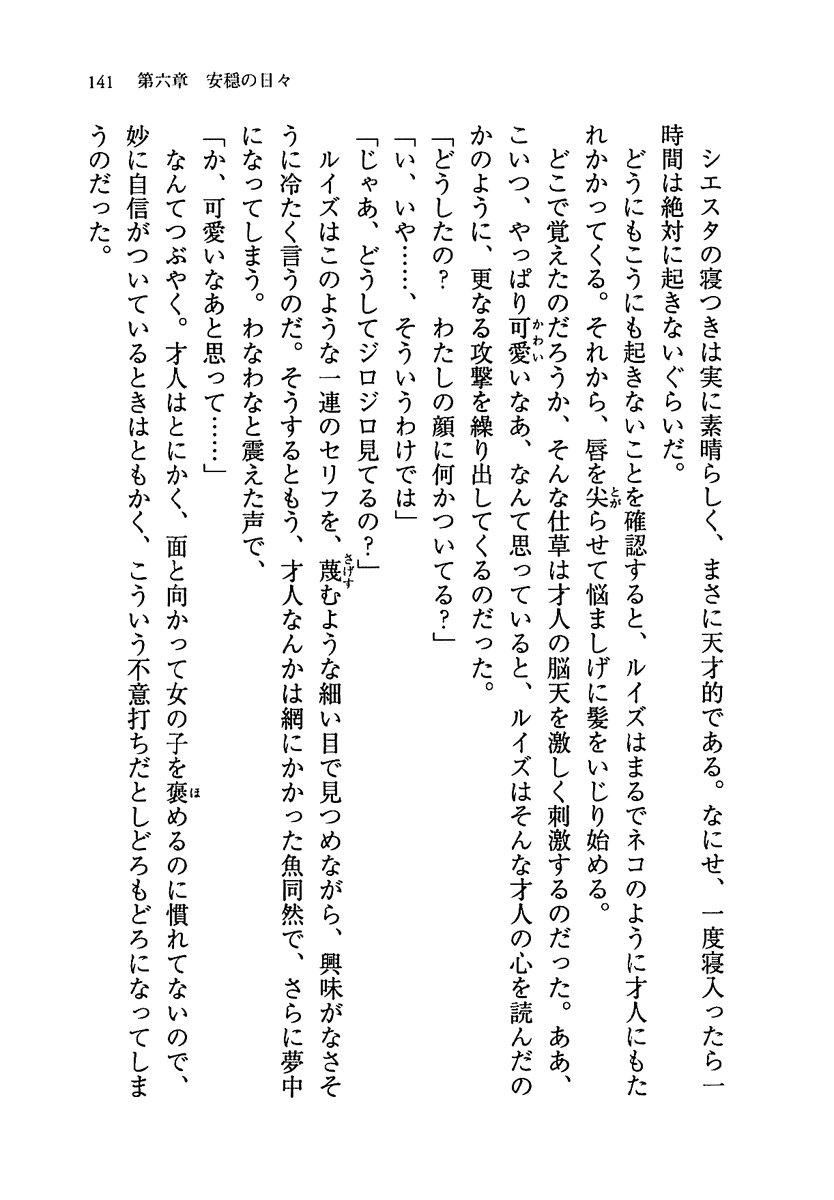 141　第六章　安穏の日々
　シエスタの寝つきは実に素晴らしく、まさに天才的である。なにせ、一度寝入ったら一
時間は絶対に起きないぐらいだ。
　どうにもこうにも起きないことを確認すると、ルイズはまるでネコのように才人にもた
れかかってくる。それから、唇を尖らせて悩ましげに髪をいじり始める。
　どこで覚えたのだろうか、そんな仕草は才人の脳天を激しく刺激するのだった。ああ、
こいつ、やっぱり可愛いなあ、なんて思っていると、ルイズはそんな才人の心を読んだの
かのように、更なる攻撃を繰り出してくるのだった。
「どうしたの？　わたしの顔に何かついてる？」
「い、いや……、そういうわけでは」
「じゃあ、どうしてジロジロ見てるの？」
　ルイズはこのような一連のセリフを、蔑むような細い目で見つめながら、興味がなさそ
うに冷たく言うのだ。そうするともう、才人なんかは網にかかった魚同然で、さらに夢中
になってしまう。わなわなと震えた声で、
「か、可愛いなあと思って……」
　なんてつぶやく。才人はとにかく、面と向かって女の子を褒めるのに慣れてないので、
妙に自信がついているときはともかく、こういう不意打ちだとしどろもどろになってしま
うのだった。